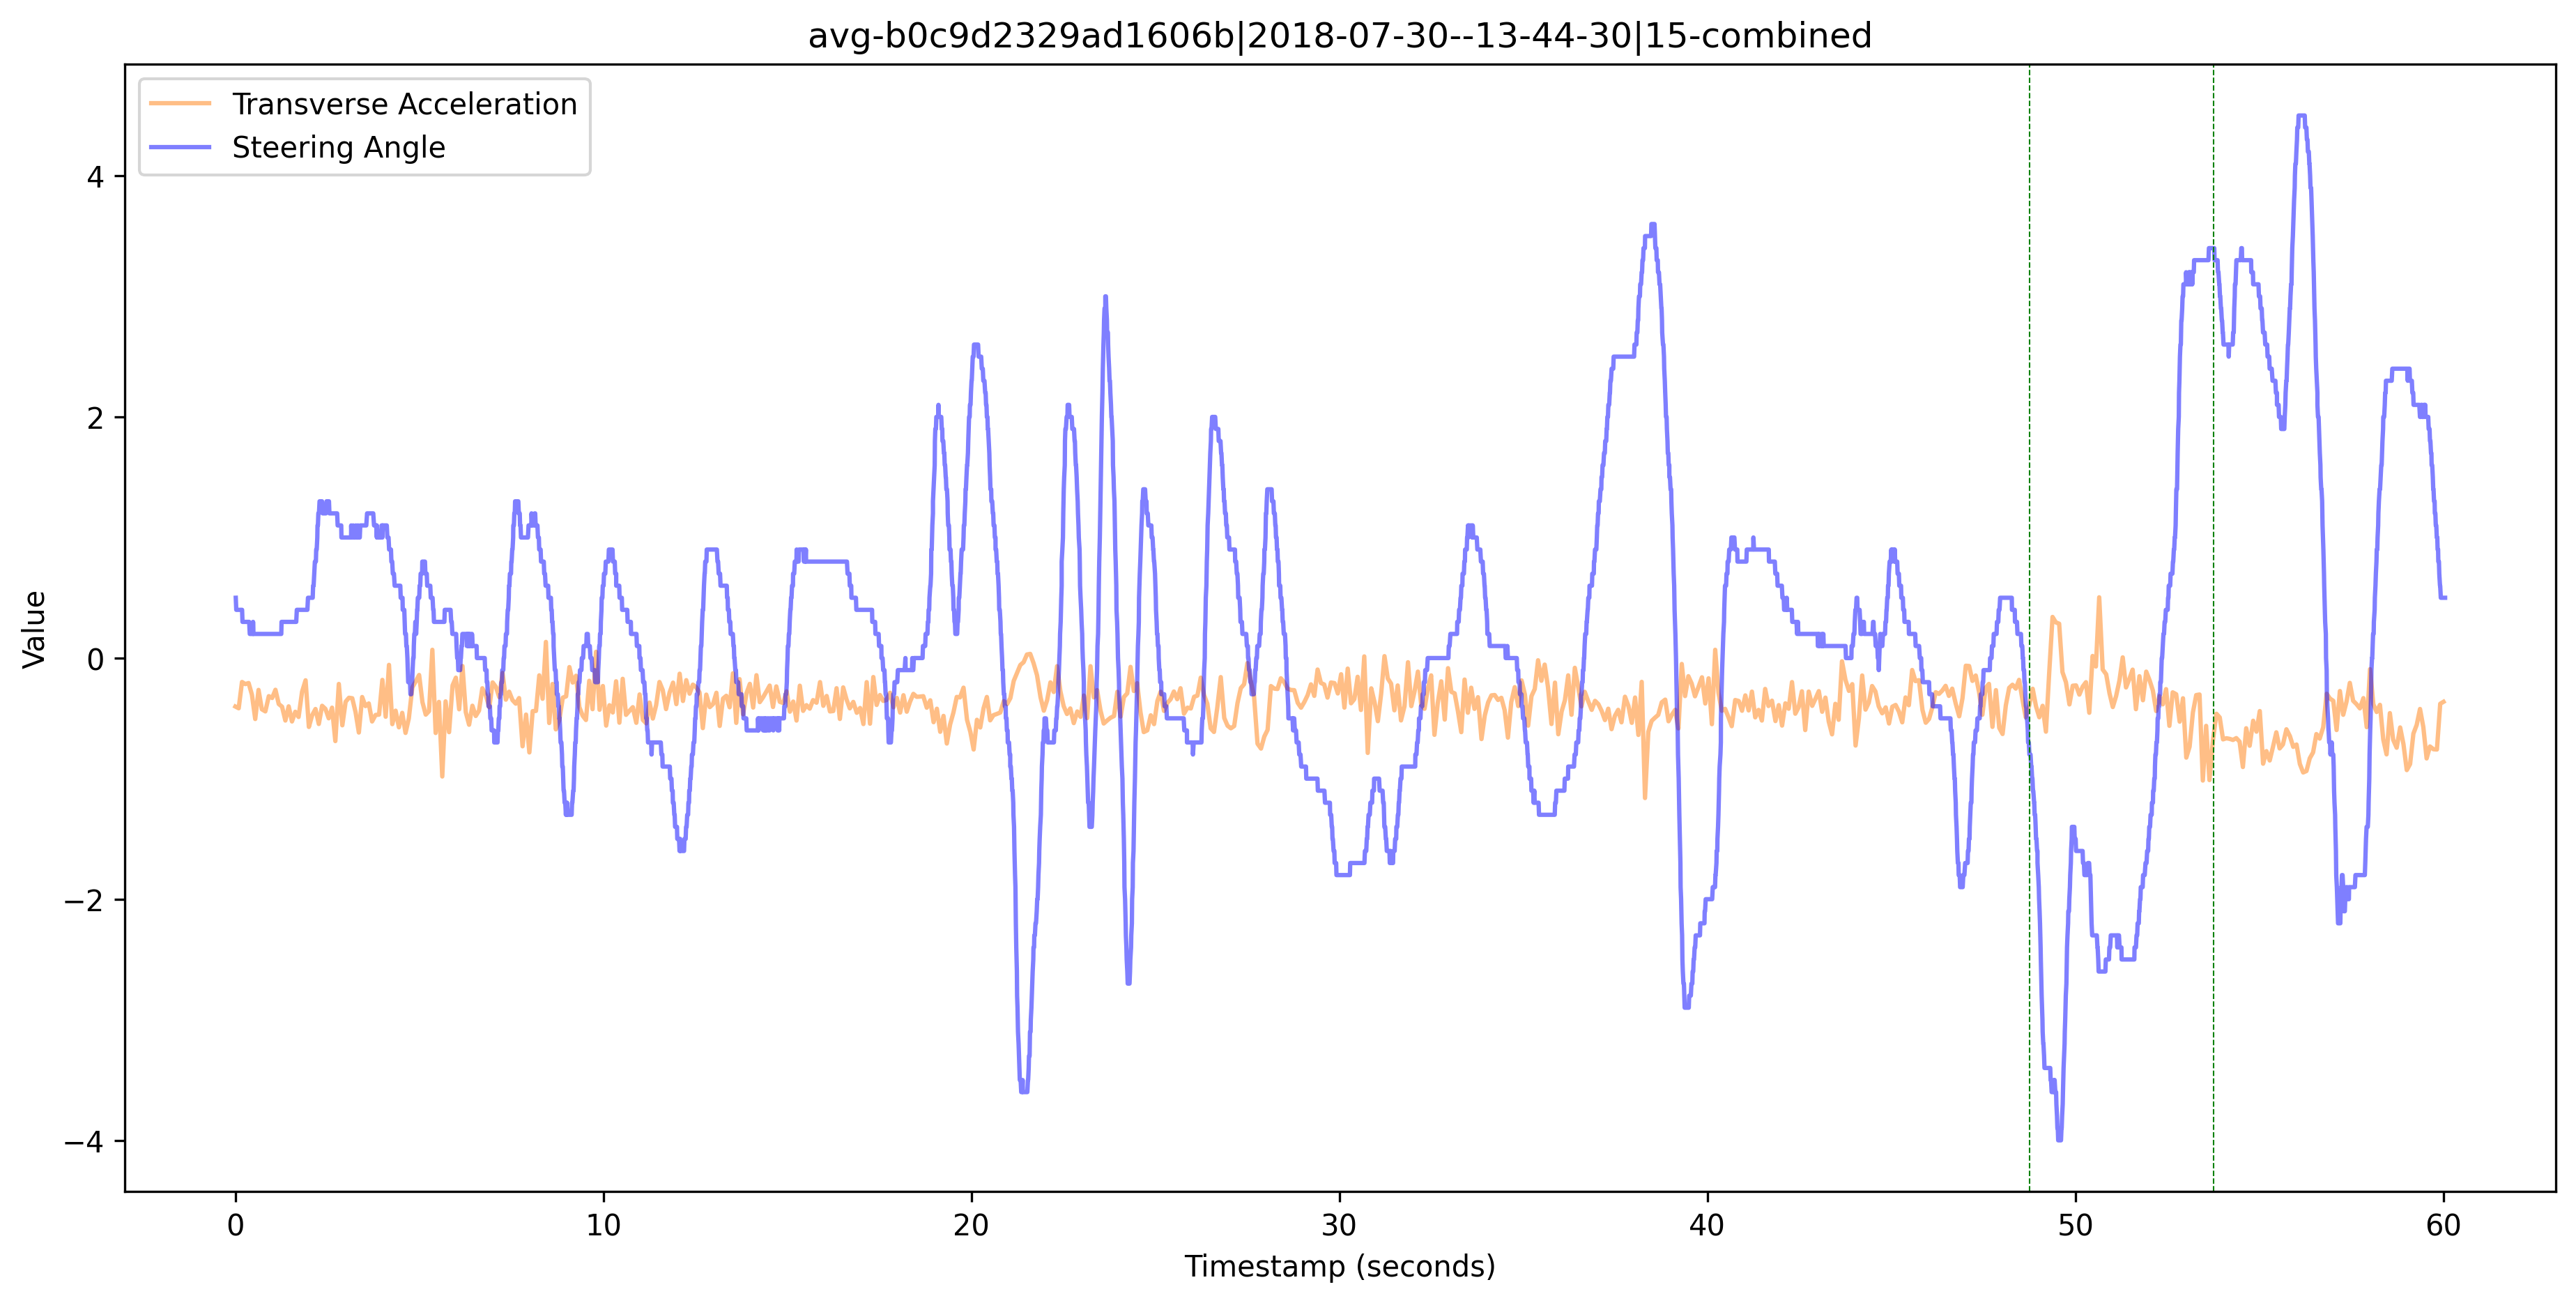 avg-b0c9d2329ad1606b|2018-07-30--13-44-30|15-combined
Transverse Acceleration
Steering Angle
Value
4
2
0
−2
−4
0 10 20 30 40 50 60
Timestamp (seconds)